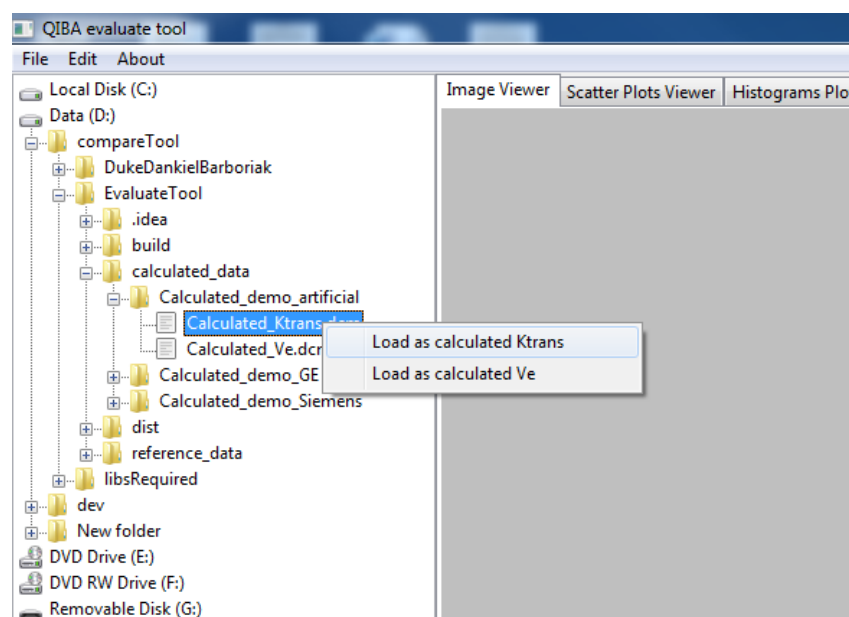 QIBA evaluate tool
File Edit About
Local Disk (C:)
Data (D:)
compareTool
DukeDankielBarboriak
EvaluateTool
.idea
build
calculated_data
Calculated_demo_artificial
Calculated_Ktrans.dcm
Calculated_Ve.dcr
Calculated_demo_GE
Calculated_demo_Siemens
dist
reference_data
libsRequired
dev
New folder
DVD Drive (E:)
DVD RW Drive (F:)
Removable Disk (G:)
Load as calculated Ktrans
Load as calculated Ve
Image Viewer Scatter Plots Viewer Histograms Plo